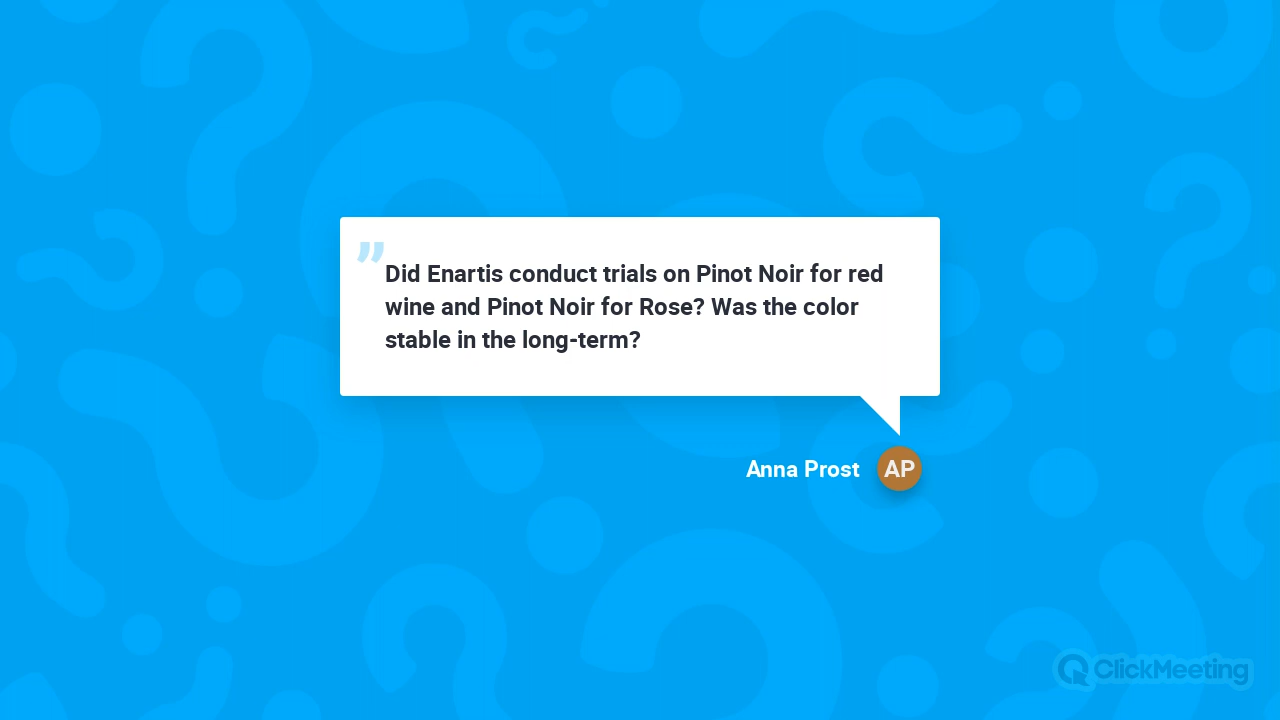 ”
Did Enartis conduct trials on Pinot Noir for red
wine and Pinot Noir for Rose? Was the color
stable in the long-term?
Anna Prost
AP
ClickMeeting